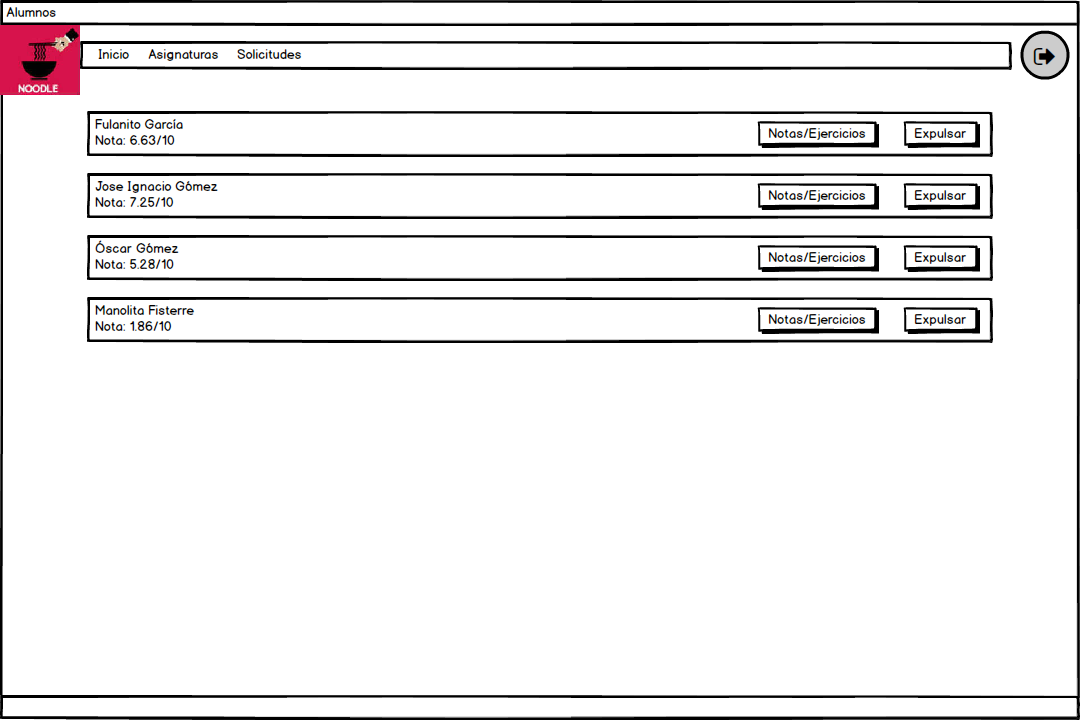 Alumnos
NOODLE
Inicio Asignaturas Solicitudes
Fulanito García
Nota: 6.63/10
Notas/Ejercicios Expulsar
Jose Ignacio Gómez
Nota: 7.25/10
Notas/Ejercicios Expulsar
Óscar Gómez
Nota: 5.28/10
Notas/Ejercicios Expulsar
Manolita Fisterre
Nota: 1.86/10
Notas/Ejercicios Expulsar